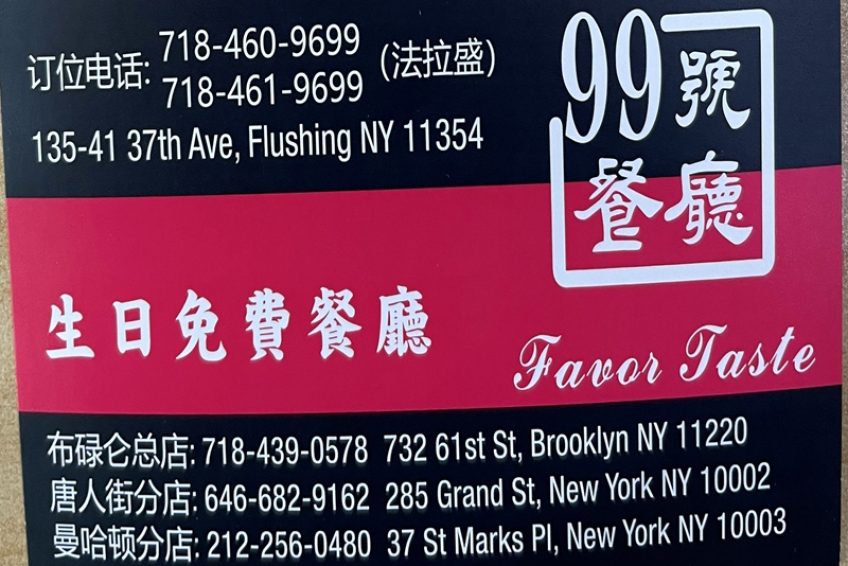 订位电话: 718-460-9699 (法拉盛)
718-461-9699
135-41 37th Ave, Flushing NY 11354
99號
餐廳
生日免費餐廳
Favor Taste
布碌仑总店: 718-439-0578 732 61st St, Brooklyn NY 11220
唐人街分店: 646-682-9162 285 Grand St, New York NY 10002
曼哈顿分店: 212-256-0480 37 St Marks Pl, New York NY 10003